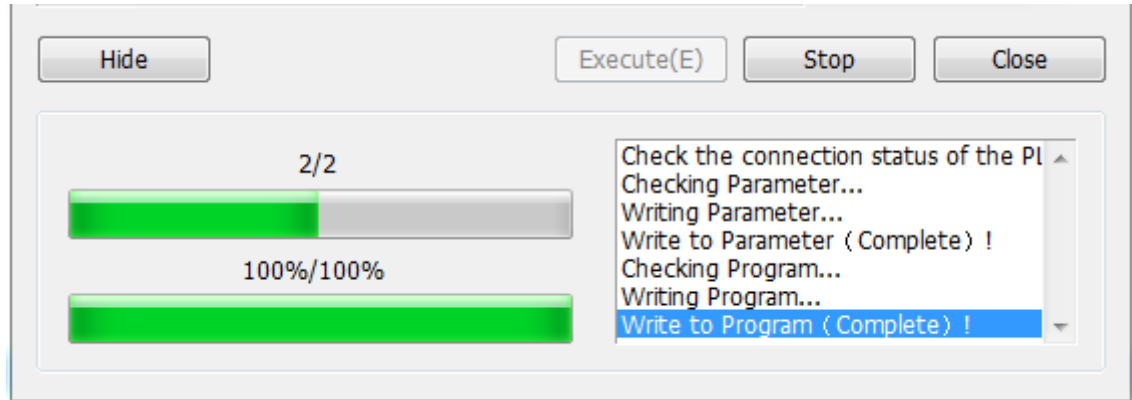 Hide
Execute(E)
Stop
Close
2/2
100%/100%
Check the connection status of the
Checking Parameter...
Writing Parameter...
Write to Parameter (Complete) !
Checking Program...
Writing Program...
Write to Program (Complete) !